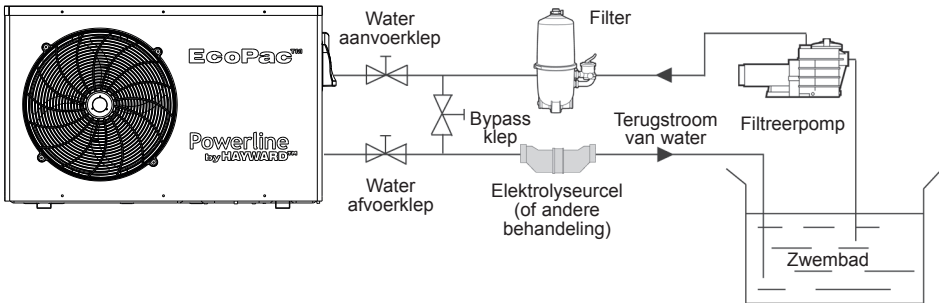 Water
aanvoerklep
Filter
EcoPac™
Bypass
klep
Terugstroom
van water
Filtreerpomp
Powerline
by HAYWARD™
Water
afvoerklep
Elektrolyseurcel
(of andere
behandeling)
Zwembad